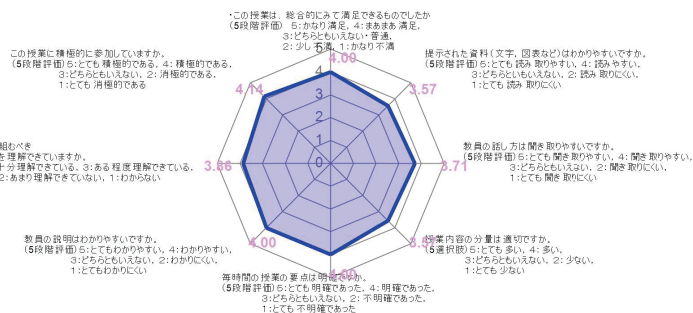 ・この授業は、総合的にみて満足できるものでしたか
(5段階評価) 5:かなり満足, 4:まあまあ満足,
3:どちらともいえない・普通,
2:少し不満, 1:かなり不満
4.00
提示された資料(文字, 図表など)はわかりやすいですか。
(5段階評価)5:とても読み取りやすい, 4:読みやすい,
3:どちらともいえない, 2:読み取りにくい,
1:とても読み取りにくい
3.57
教員の話し方は聞き取りやすいですか。
(5段階評価)5:とても聞き取りやすい, 4:聞き取りやすい,
3:どちらともいえない, 2:聞き取りにくい,
1:とても聞き取りにくい
3.71
授業内容の分量は適切ですか。
(5選択肢)5:とても多い, 4:多い,
3:どちらともいえない, 2:少ない,
1:とても少ない
3.57
毎時間の授業の要点は明確ですか。
(5段階評価)5:とても明確であった, 4:明確であった,
3:どちらともいえない, 2:不明確であった,
1:とても不明確であった
4.00
教員の説明はわかりやすいですか。
(5段階評価)5:とてもわかりやすい, 4:わかりやすい,
3:どちらともいえない, 2:わかりにくい,
1:とてもわかりにくい
4.00
組むべき
を理解できていますか。
十分理解できている, 3:ある程度理解できている,
2:あまり理解できていない, 1:わからない
3.86
この授業に積極的に参加していますか。
(5段階評価)5:とても積極的である, 4:積極的である,
3:どちらともいえない, 2:消極的である,
1:とても消極的である
4.14
5
4
3
2
1
0